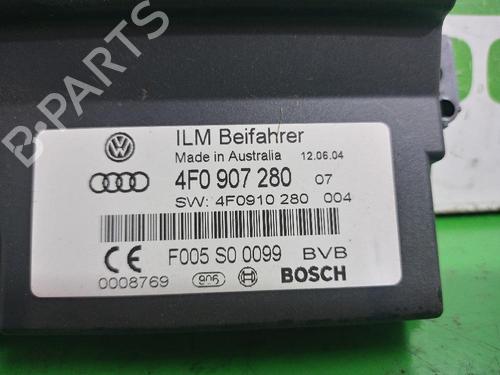 B-PARTS
ILM Beifahrer
Made in Australia 12.06.04
4F0 907 280 07
SW: 4F0910 280 004
F005 S0 0099 BVB
0008769 906 BOSCH